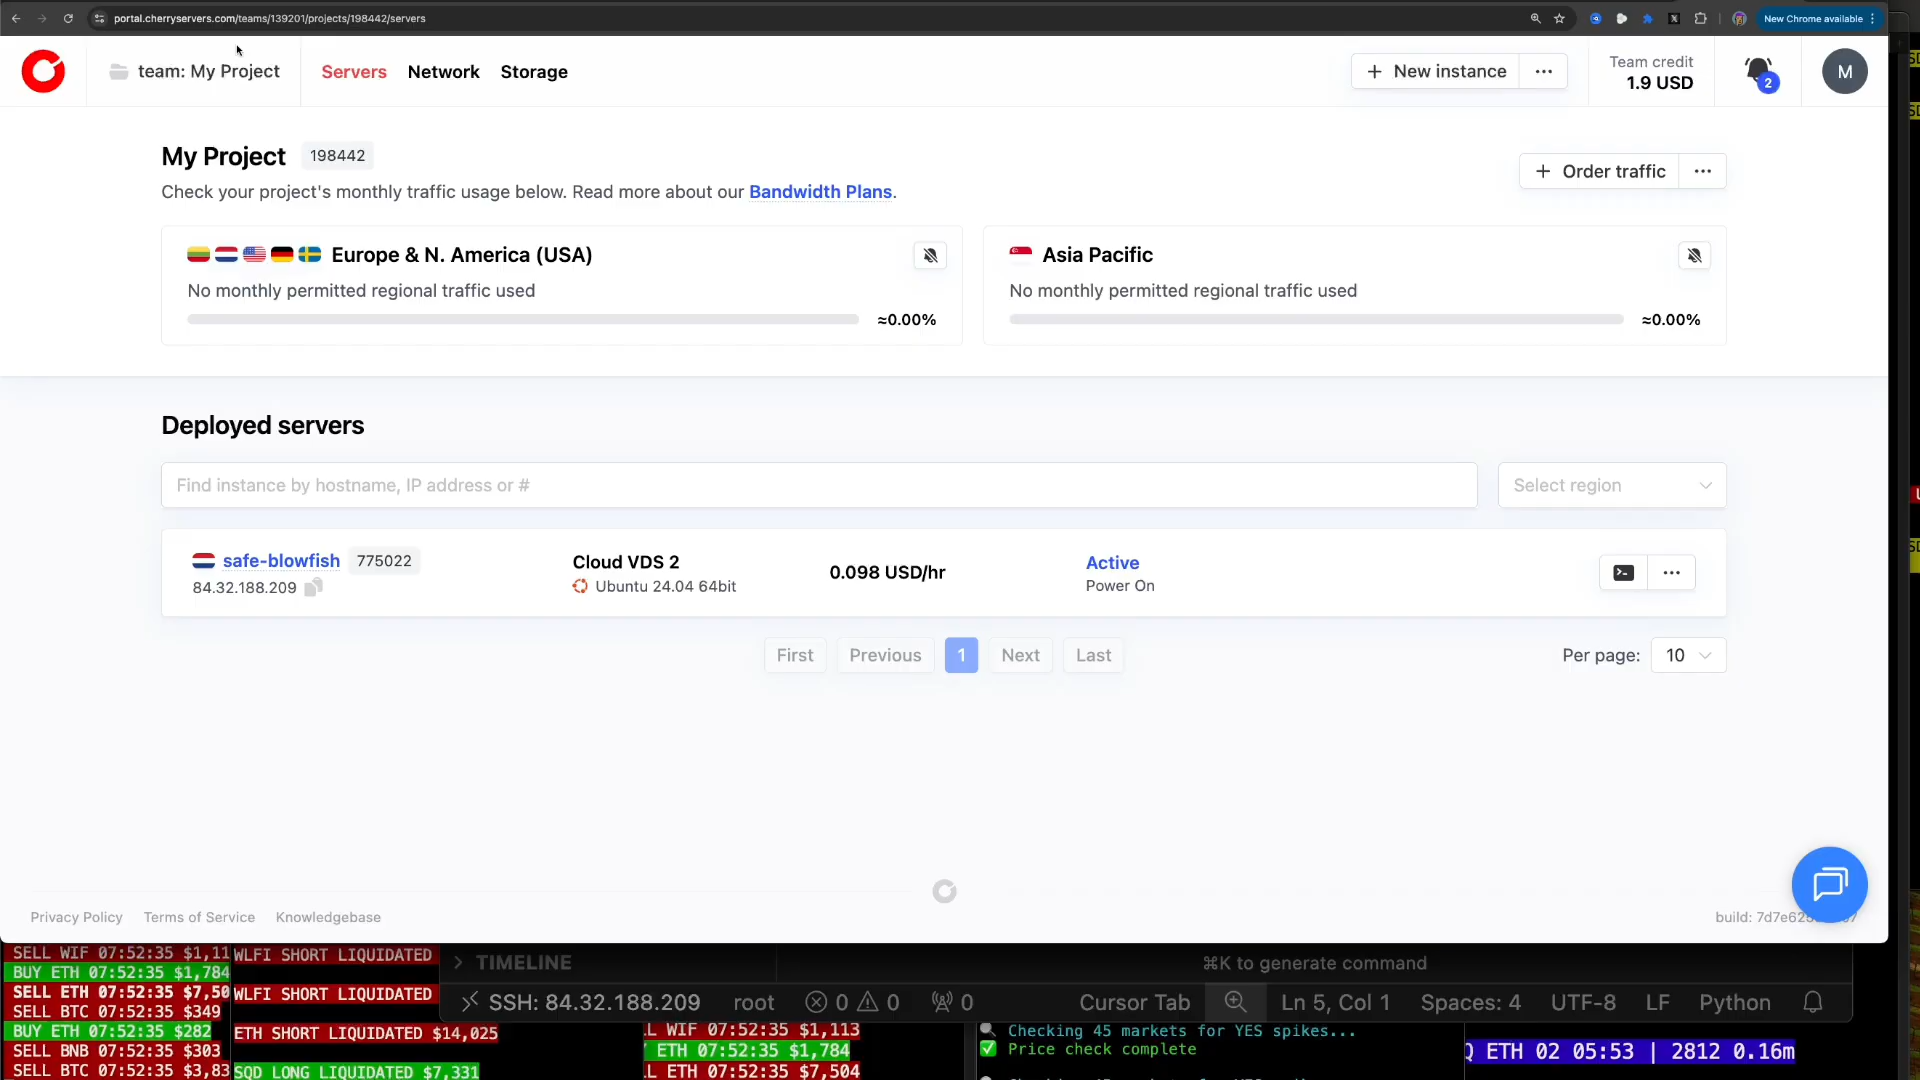 portal.cherryservers.com/teams/139201/projects/198442/servers
New Chrome available
team: My Project
Servers
Network
Storage
New instance
Team credit
1.9 USD
2
M
My Project
198442
Check your project's monthly traffic usage below. Read more about our Bandwidth Plans.
Order traffic
Europe & N. America (USA)
No monthly permitted regional traffic used
≈0.00%
Asia Pacific
No monthly permitted regional traffic used
≈0.00%
Deployed servers
Find instance by hostname, IP address or #
Select region
safe-blowfish
775022
84.32.188.209
Cloud VDS 2
Ubuntu 24.04 64bit
0.098 USD/hr
Active
Power On
First
Previous
1
Next
Last
Per page:
10
Privacy Policy
Terms of Service
Knowledgebase
build: 7d7e62
SELL WIF 07:52:35 $1,11
BUY ETH 07:52:35 $1,784
SELL ETH 07:52:35 $7,50
SELL BTC 07:52:35 $349
BUY ETH 07:52:35 $282
SELL BNB 07:52:35 $303
SELL BTC 07:52:35 $3,83
WLFI SHORT LIQUIDATED
WLFI SHORT LIQUIDATED
ETH SHORT LIQUIDATED $14,025
SQD LONG LIQUIDATED $7,331
TIMELINE
⌘K to generate command
SSH: 84.32.188.209
root
0
0
0
Cursor Tab
Ln 5, Col 1
Spaces: 4
UTF-8
LF
Python
L WIF 07:52:35 $1,113
ETH 07:52:35 $1,784
L ETH 07:52:35 $7,504
Checking 45 markets for YES spikes...
Price check complete
ETH 02 05:53 | 2812 0.16m